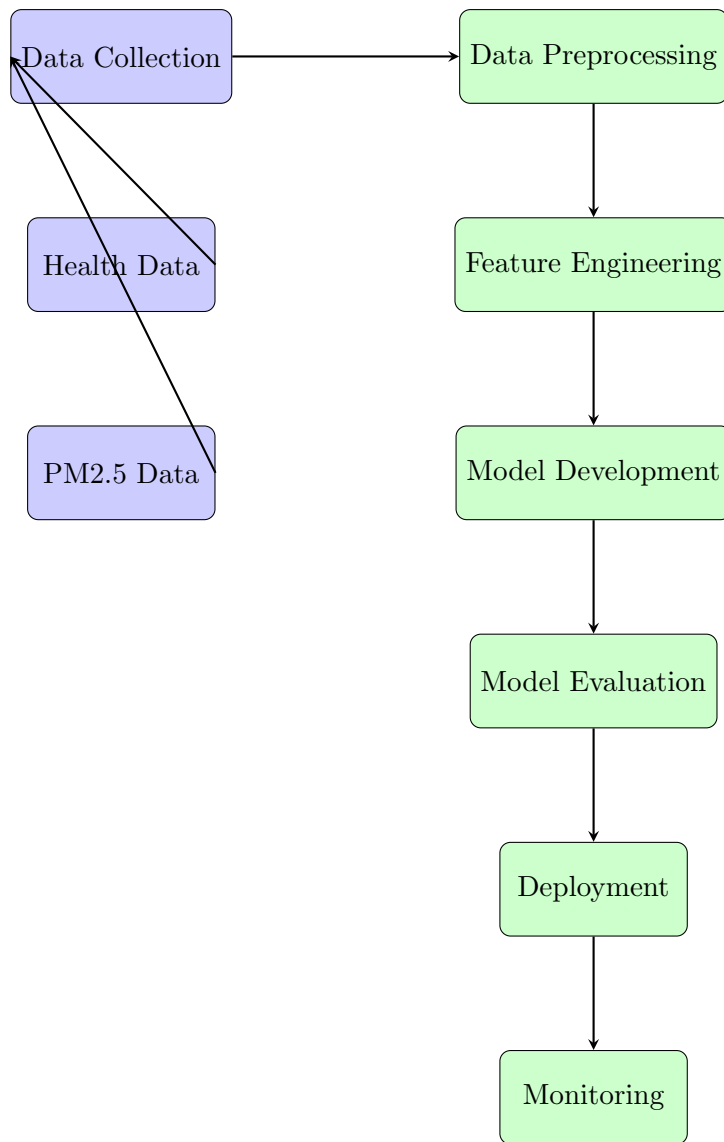 Data Collection
Data Preprocessing
Health Data
Feature Engineering
PM2.5 Data
Model Development
Model Evaluation
Deployment
Monitoring